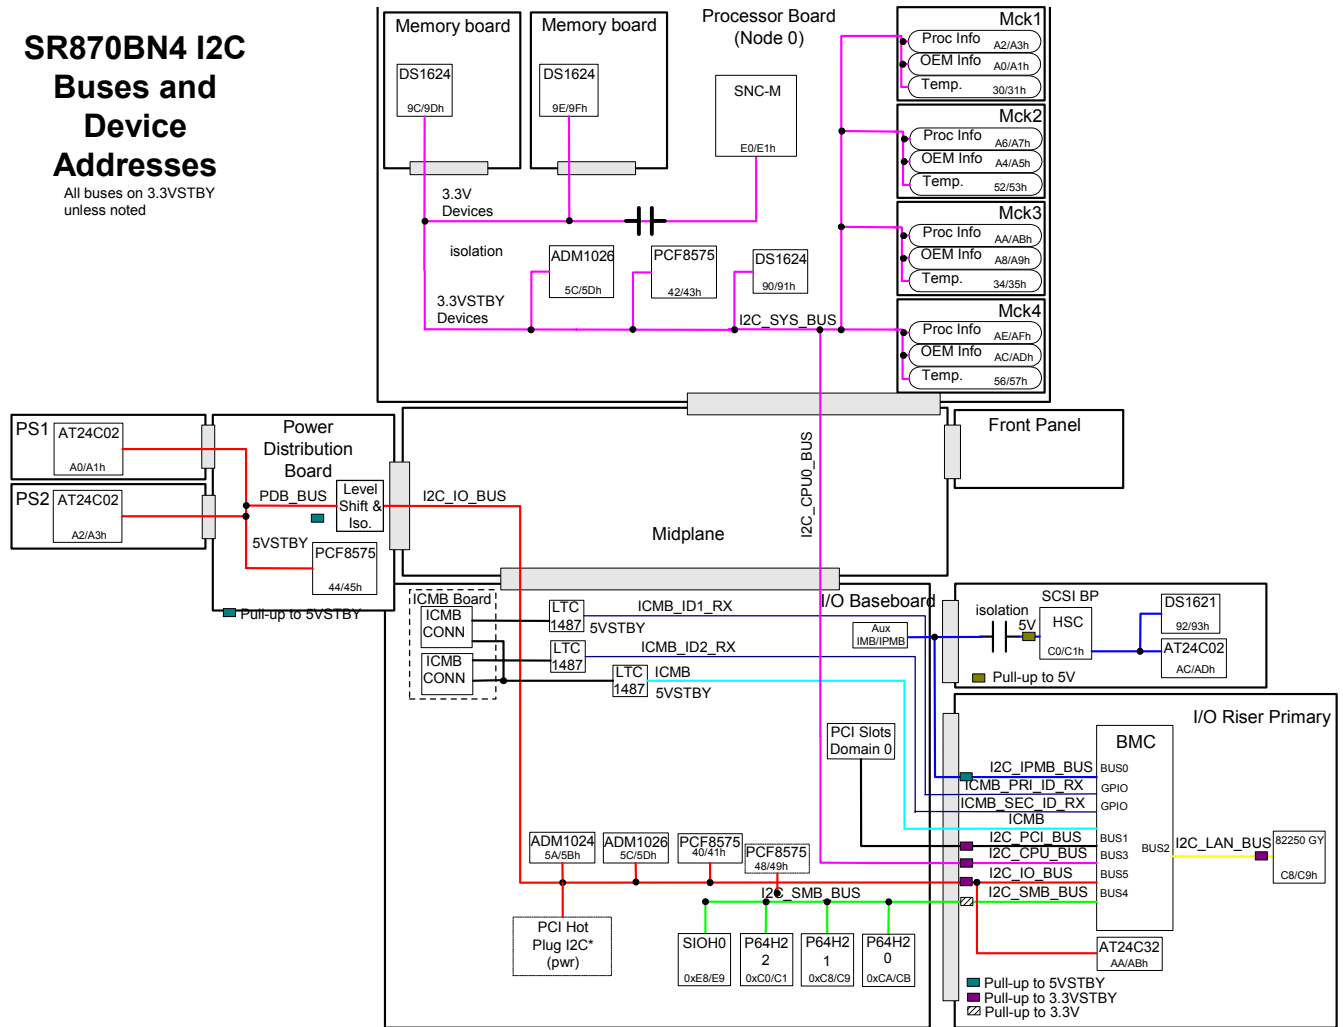 SR870BN4 I2C
Buses and
Device
Addresses
All buses on 3.3VSTBY
unless noted
Memory board
DS1624
9C/9Dh
Memory board
DS1624
9E/9Fh
Processor Board
(Node 0)
SNC-M
E0/E1h
Mck1
Proc Info A2/A3h
OEM Info A0/A1h
Temp. 30/31h
Mck2
Proc Info A6/A7h
OEM Info A4/A5h
Temp. 52/53h
Mck3
Proc Info AA/ABh
OEM Info A8/A9h
Temp. 34/35h
Mck4
Proc Info AE/AFh
OEM Info AC/ADh
Temp. 56/57h
3.3V
Devices
isolation
3.3VSTBY
Devices
ADM1026
5C/5Dh
PCF8575
42/43h
DS1624
90/91h
I2C_SYS_BUS
I2C_CPU0_BUS
PS1
AT24C02
A0/A1h
PS2
AT24C02
A2/A3h
Power
Distribution
Board
PDB_BUS
Level
Shift &
Iso.
5VSTBY
PCF8575
44/45h
Pull-up to 5VSTBY
I2C_IO_BUS
Midplane
Front Panel
ICMB Board
ICMB
CONN
ICMB
CONN
LTC
1487
5VSTBY
ICMB_ID1_RX
LTC
1487
ICMB_ID2_RX
LTC
1487
ICMB
5VSTBY
I/O Baseboard
Aux
IMB/IPMB
PCI Slots
Domain 0
SCSI BP
isolation
5V
HSC
C0/C1h
DS1621
92/93h
AT24C02
AC/ADh
Pull-up to 5V
I/O Riser Primary
BMC
I2C_IPMB_BUS BUS0
ICMB_PRI_ID_RX GPIO
ICMB_SEC_ID_RX GPIO
ICMB
I2C_PCI_BUS BUS1
I2C_CPU_BUS BUS3
I2C_IO_BUS BUS5
I2C_SMB_BUS BUS4
BUS2
I2C_LAN_BUS
82250 GY
C8/C9h
AT24C32
AA/ABh
Pull-up to 5VSTBY
Pull-up to 3.3VSTBY
Pull-up to 3.3V
ADM1024
5A/5Bh
ADM1026
5C/5Dh
PCF8575
40/41h
PCF8575
48/49h
I2C_SMB_BUS
PCI Hot
Plug I2C*
(pwr)
SIOH0
0xE8/E9
P64H2
2
0xC0/C1
P64H2
1
0xC8/C9
P64H2
0
0xCA/CB